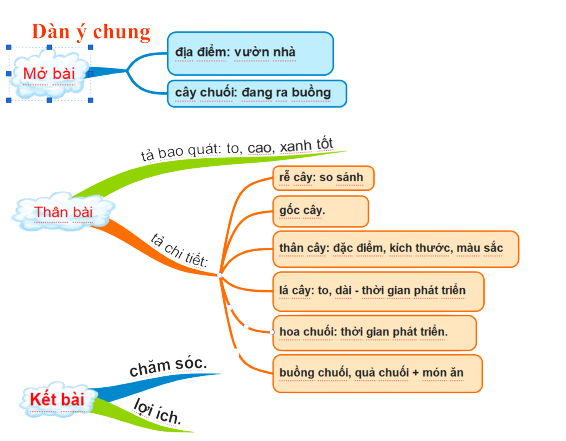 Dàn ý chung
Mở bài
địa điểm: vườn nhà
cây chuối: đang ra buồng
Thân bài
tả bao quát: to, cao, xanh tốt
tả chi tiết:
rễ cây: so sánh
gốc cây.
thân cây: đặc điểm, kích thước, màu sắc
lá cây: to, dài - thời gian phát triển
hoa chuối: thời gian phát triển.
buồng chuối, quả chuối + món ăn
Kết bài
chăm sóc.
lợi ích.